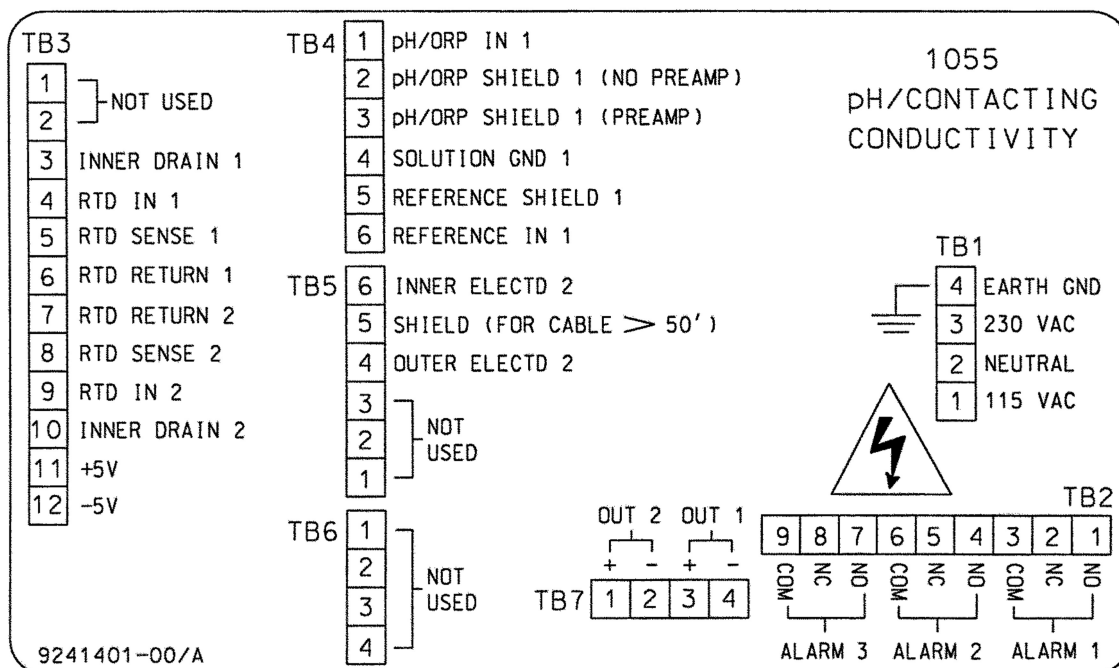 TB3
1
2
NOT USED
3 INNER DRAIN 1
4 RTD IN 1
5 RTD SENSE 1
6 RTD RETURN 1
7 RTD RETURN 2
8 RTD SENSE 2
9 RTD IN 2
10 INNER DRAIN 2
11 +5V
12 -5V
TB4
1 pH/ORP IN 1
2 pH/ORP SHIELD 1 (NO PREAMP)
3 pH/ORP SHIELD 1 (PREAMP)
4 SOLUTION GND 1
5 REFERENCE SHIELD 1
6 REFERENCE IN 1
TB5
6 INNER ELECTD 2
5 SHIELD (FOR CABLE > 50')
4 OUTER ELECTD 2
3
2
1
NOT
USED
TB6
1
2
3
4
NOT
USED
1055
pH/CONTACTING
CONDUCTIVITY
TB1
4 EARTH GND
3 230 VAC
2 NEUTRAL
1 115 VAC
OUT 2 OUT 1
+ - + -
TB7 1 2 3 4
TB2
9 8 7 6 5 4 3 2 1
COM NC NO COM NC NO COM NC NO
ALARM 3 ALARM 2 ALARM 1
9241401-00/A